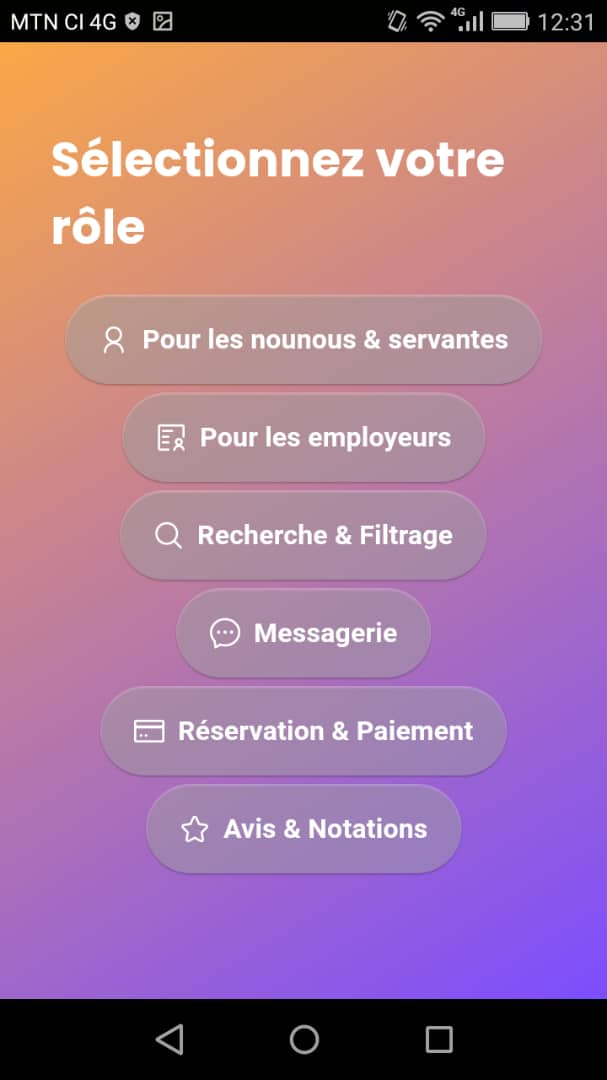 MTN CI 4G
4G
12:31
Sélectionnez votre
rôle
Pour les nounous & servantes
Pour les employeurs
Recherche & Filtrage
Messagerie
Réservation & Paiement
Avis & Notations